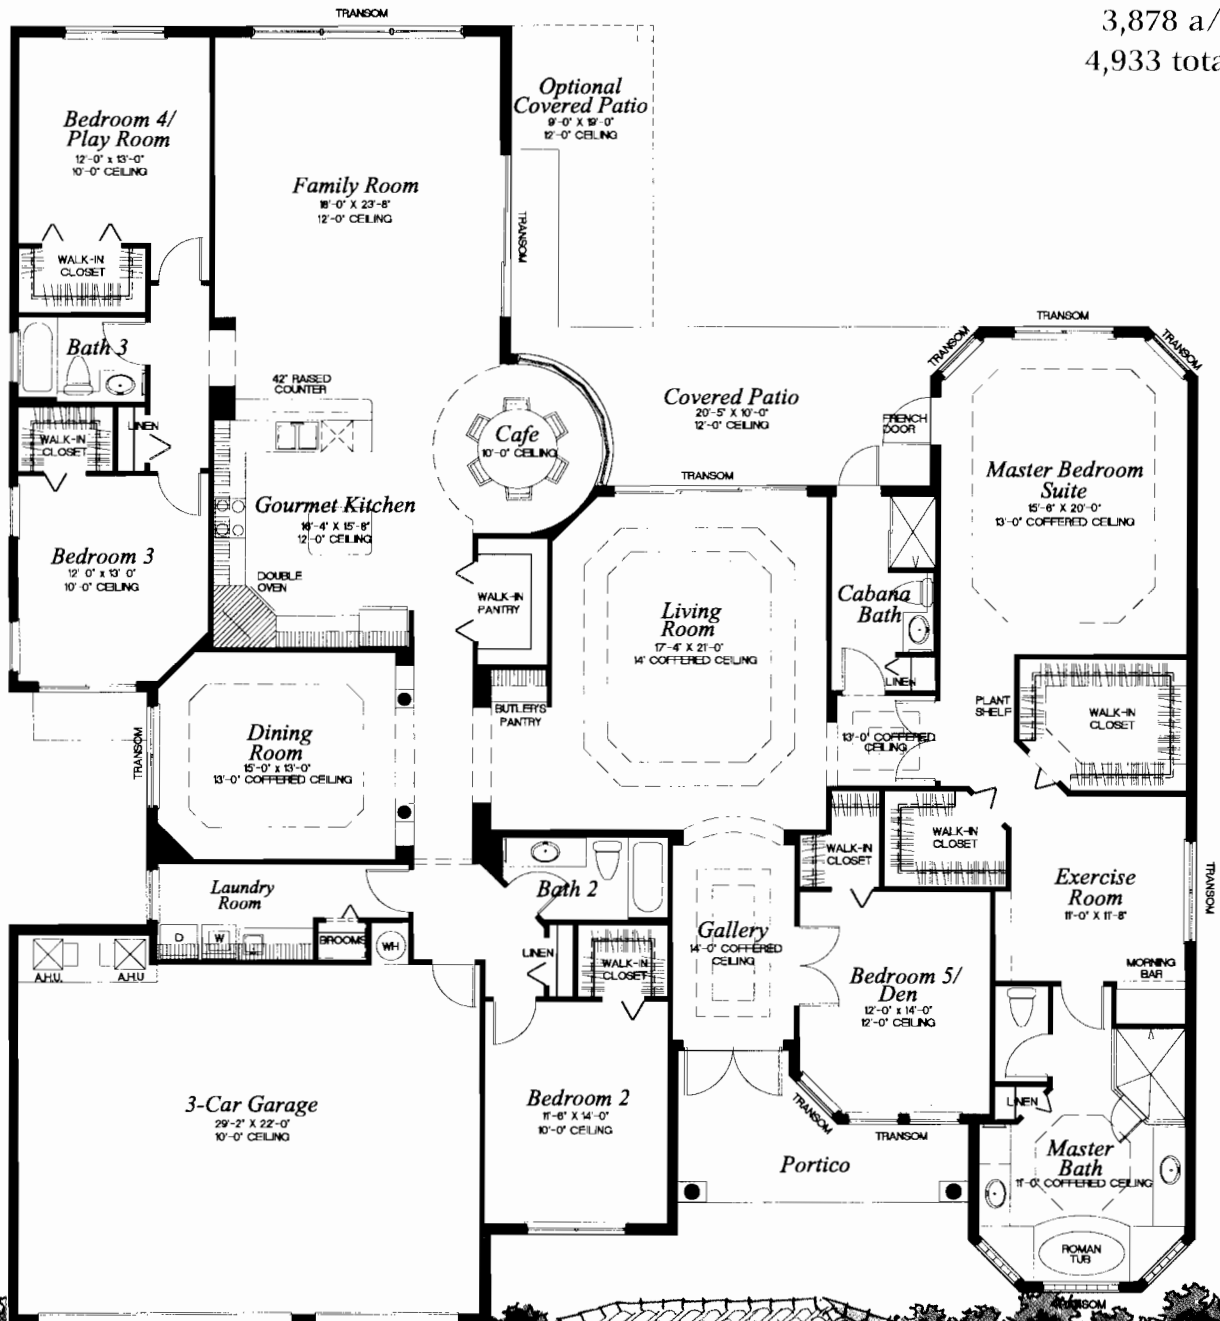 3,878 a/
4,933 tota
TRANSOM
Optional
Covered Patio
9'-0" X 19'-0"
12'-0" CEILING
Bedroom 4/
Play Room
12'-0" x 13'-0"
10'-0" CEILING
Family Room
18'-0" X 23'-8"
12'-0" CEILING
TRANSOM
WALK-IN
CLOSET
Bath 3
42" RAISED
COUNTER
LINEN
WALK-IN
CLOSET
Cafe
10'-0" CEILING
Covered Patio
20'-5" X 10'-0"
12'-0" CEILING
TRANSOM
TRANSOM
TRANSOM
TRANSOM
FRENCH
DOOR
Master Bedroom
Suite
15'-6" X 20'-0"
13'-0" COFFERED CEILING
Gourmet Kitchen
16'-4" X 15'-8"
12'-0" CEILING
DOUBLE
OVEN
Bedroom 3
12'-0" x 13'-0"
10'-0" CEILING
WALK-IN
PANTRY
Living
Room
17'-4" X 21'-0"
14' COFFERED CEILING
Cabana
Bath
LINEN
BUTLER'S
PANTRY
PLANT
SHELF
WALK-IN
CLOSET
13'-0" COFFERED
CEILING
TRANSOM
Dining
Room
15'-0" x 13'-0"
13'-0" COFFERED CEILING
WALK-IN
CLOSET
WALK-IN
CLOSET
Exercise
Room
11'-0" X 11'-8"
TRANSOM
Laundry
Room
D
W
BROOMS
WH
Bath 2
LINEN
WALK-IN
CLOSET
Gallery
14'-0" COFFERED
CEILING
Bedroom 5/
Den
12'-0" x 14'-0"
12'-0" CEILING
MORNING
BAR
A.H.U.
A.H.U
3-Car Garage
29'-2" X 22'-0"
10'-0" CEILING
Bedroom 2
11'-6" X 14'-0"
10'-0" CEILING
TRANSOM
TRANSOM
Portico
LINEN
Master
Bath
11'-0" COFFERED CEILING
ROMAN
TUB
TRANSOM